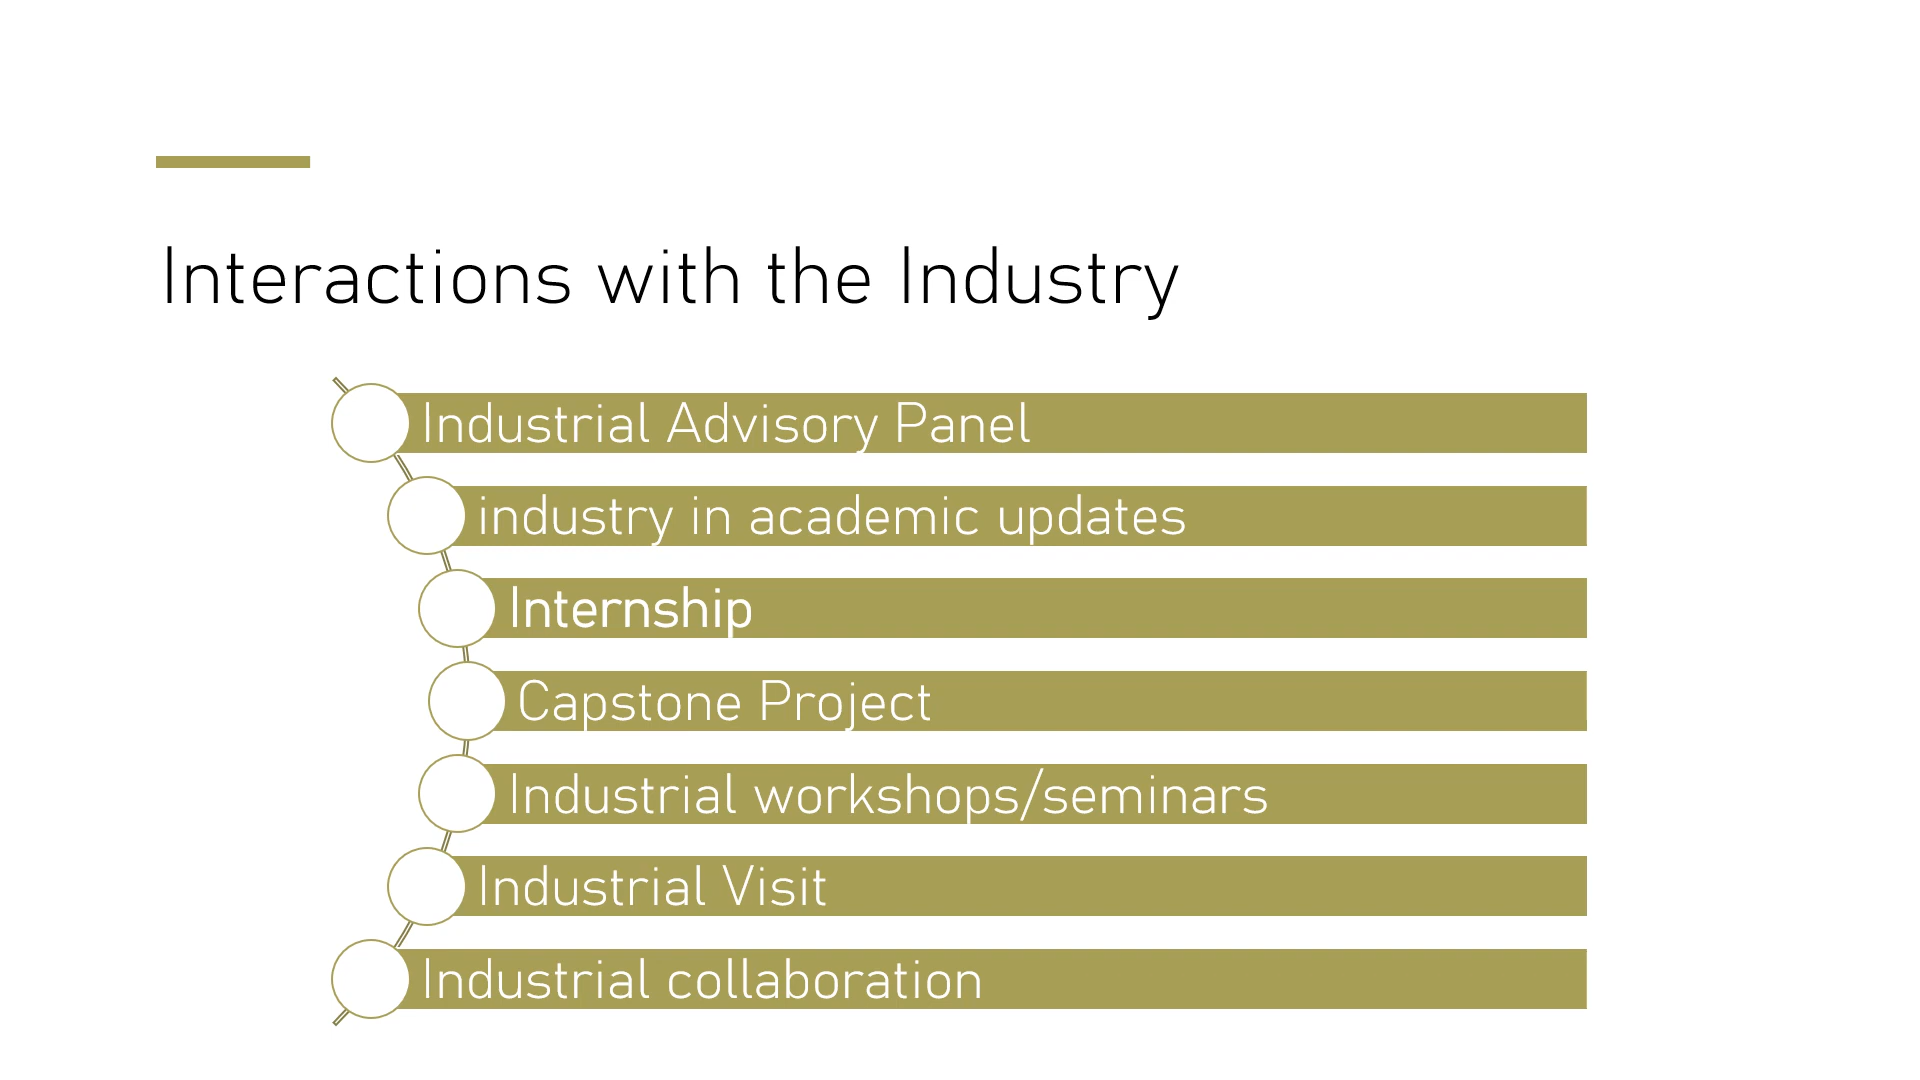 Interactions with the Industry
Industrial Advisory Panel
industry in academic updates
Internship
Capstone Project
Industrial workshops/seminars
Industrial Visit
Industrial collaboration